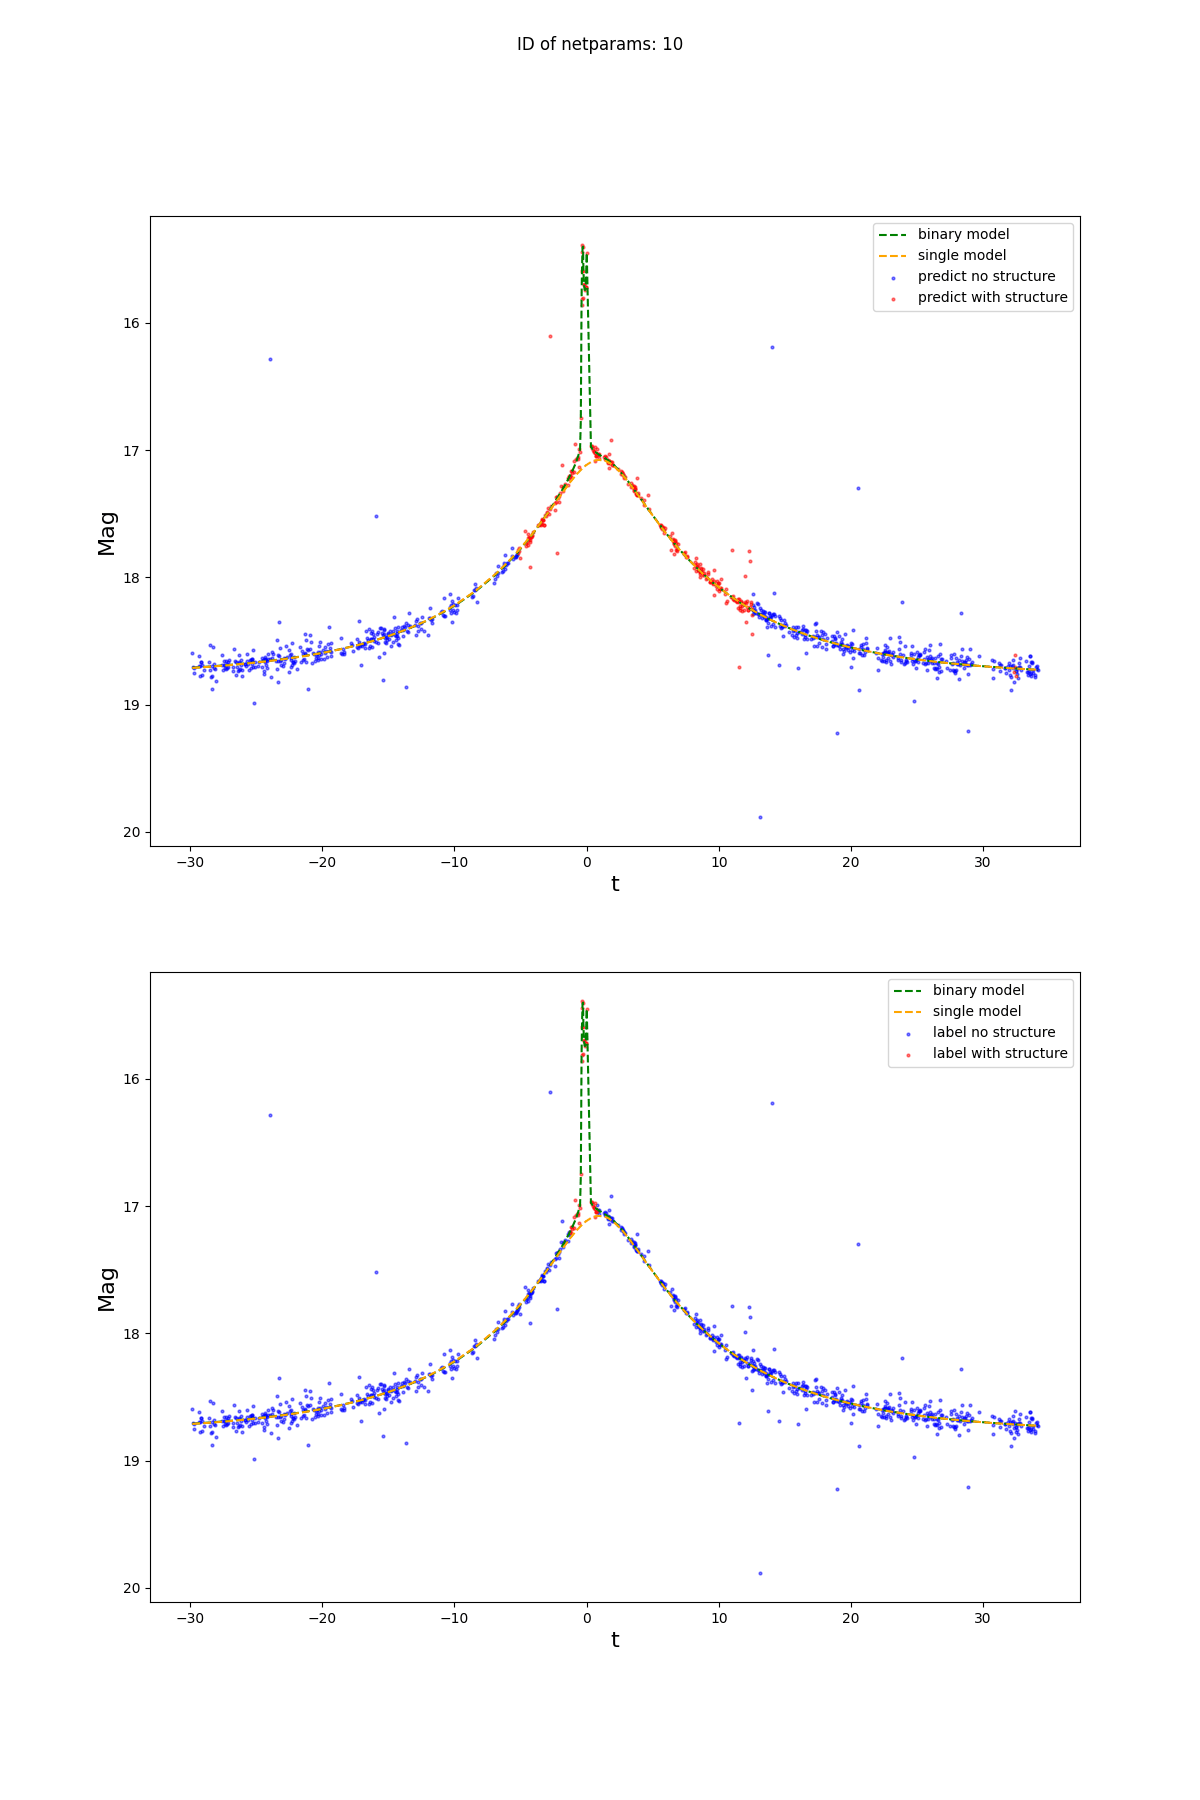 ID of netparams: 10
binary model
single model
predict no structure
predict with structure
Mag
16
17
18
19
20
−30
−20
−10
0
10
20
30
t
binary model
single model
label no structure
label with structure
Mag
16
17
18
19
20
−30
−20
−10
0
10
20
30
t